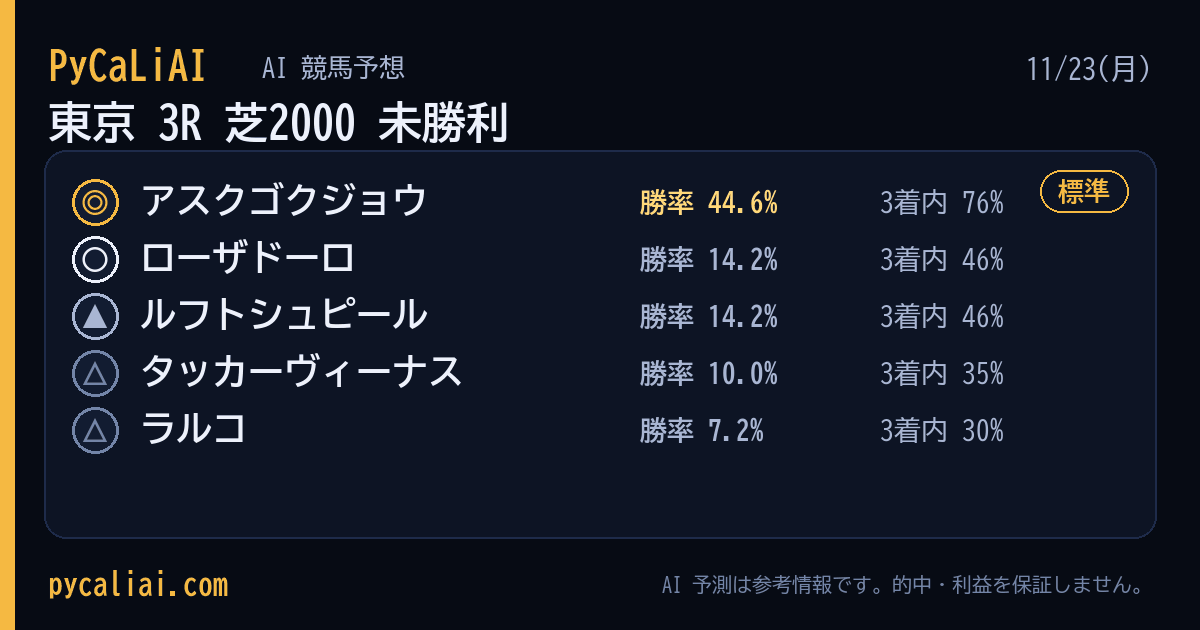 PyCaLiAI AI 競馬予想 11/23(月)
東京 3R 芝2000 未勝利
◎ アスクゴクジョウ 勝率 44.6% 3着内 76% 標準
○ ローザドーロ 勝率 14.2% 3着内 46%
▲ ルフトシュピール 勝率 14.2% 3着内 46%
△ タッカーヴィーナス 勝率 10.0% 3着内 35%
△ ラルコ 勝率 7.2% 3着内 30%
pycaliai.com AI 予測は参考情報です。的中・利益を保証しません。